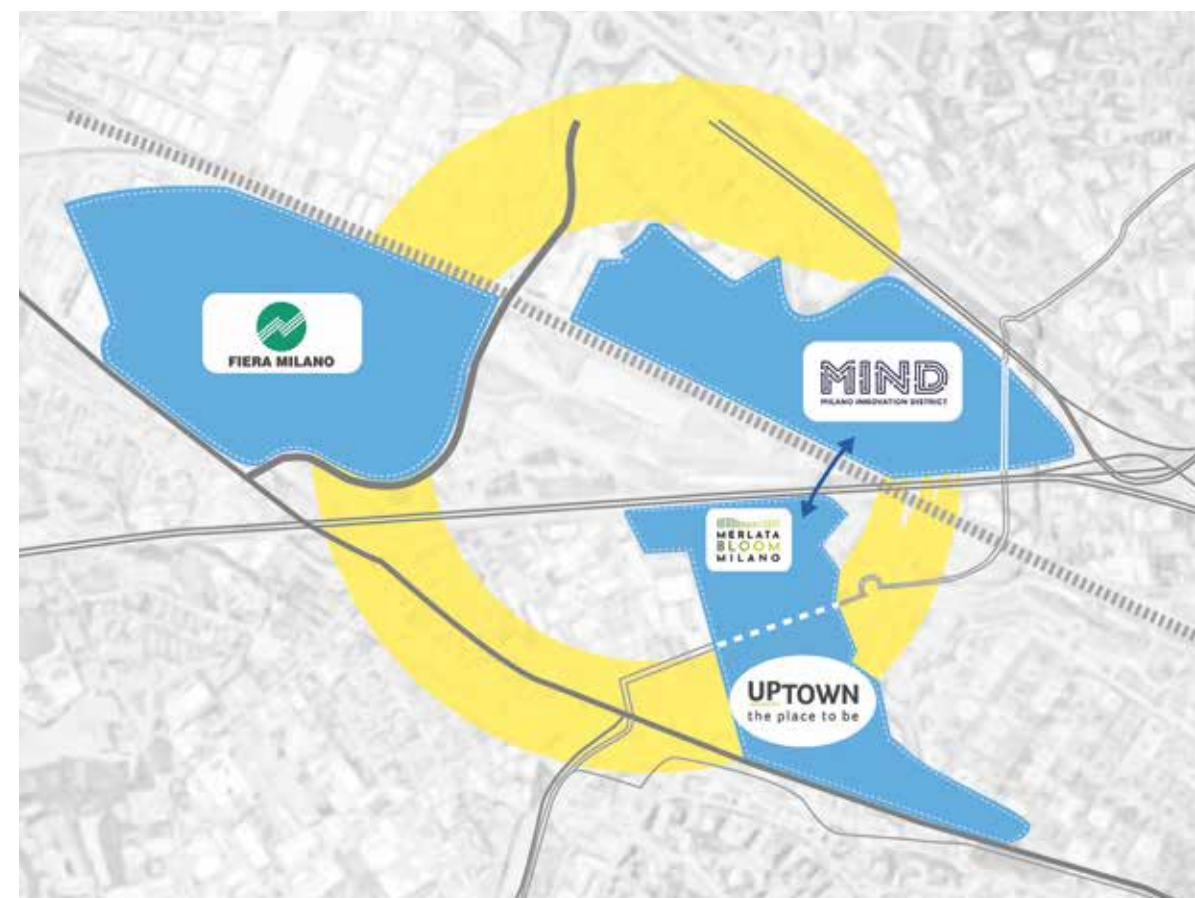 FIERA MILANO
MIND
MILANO INNOVATION DISTRICT
MERLATA
BLOOM
MILANO
UPTOWN
the place to be